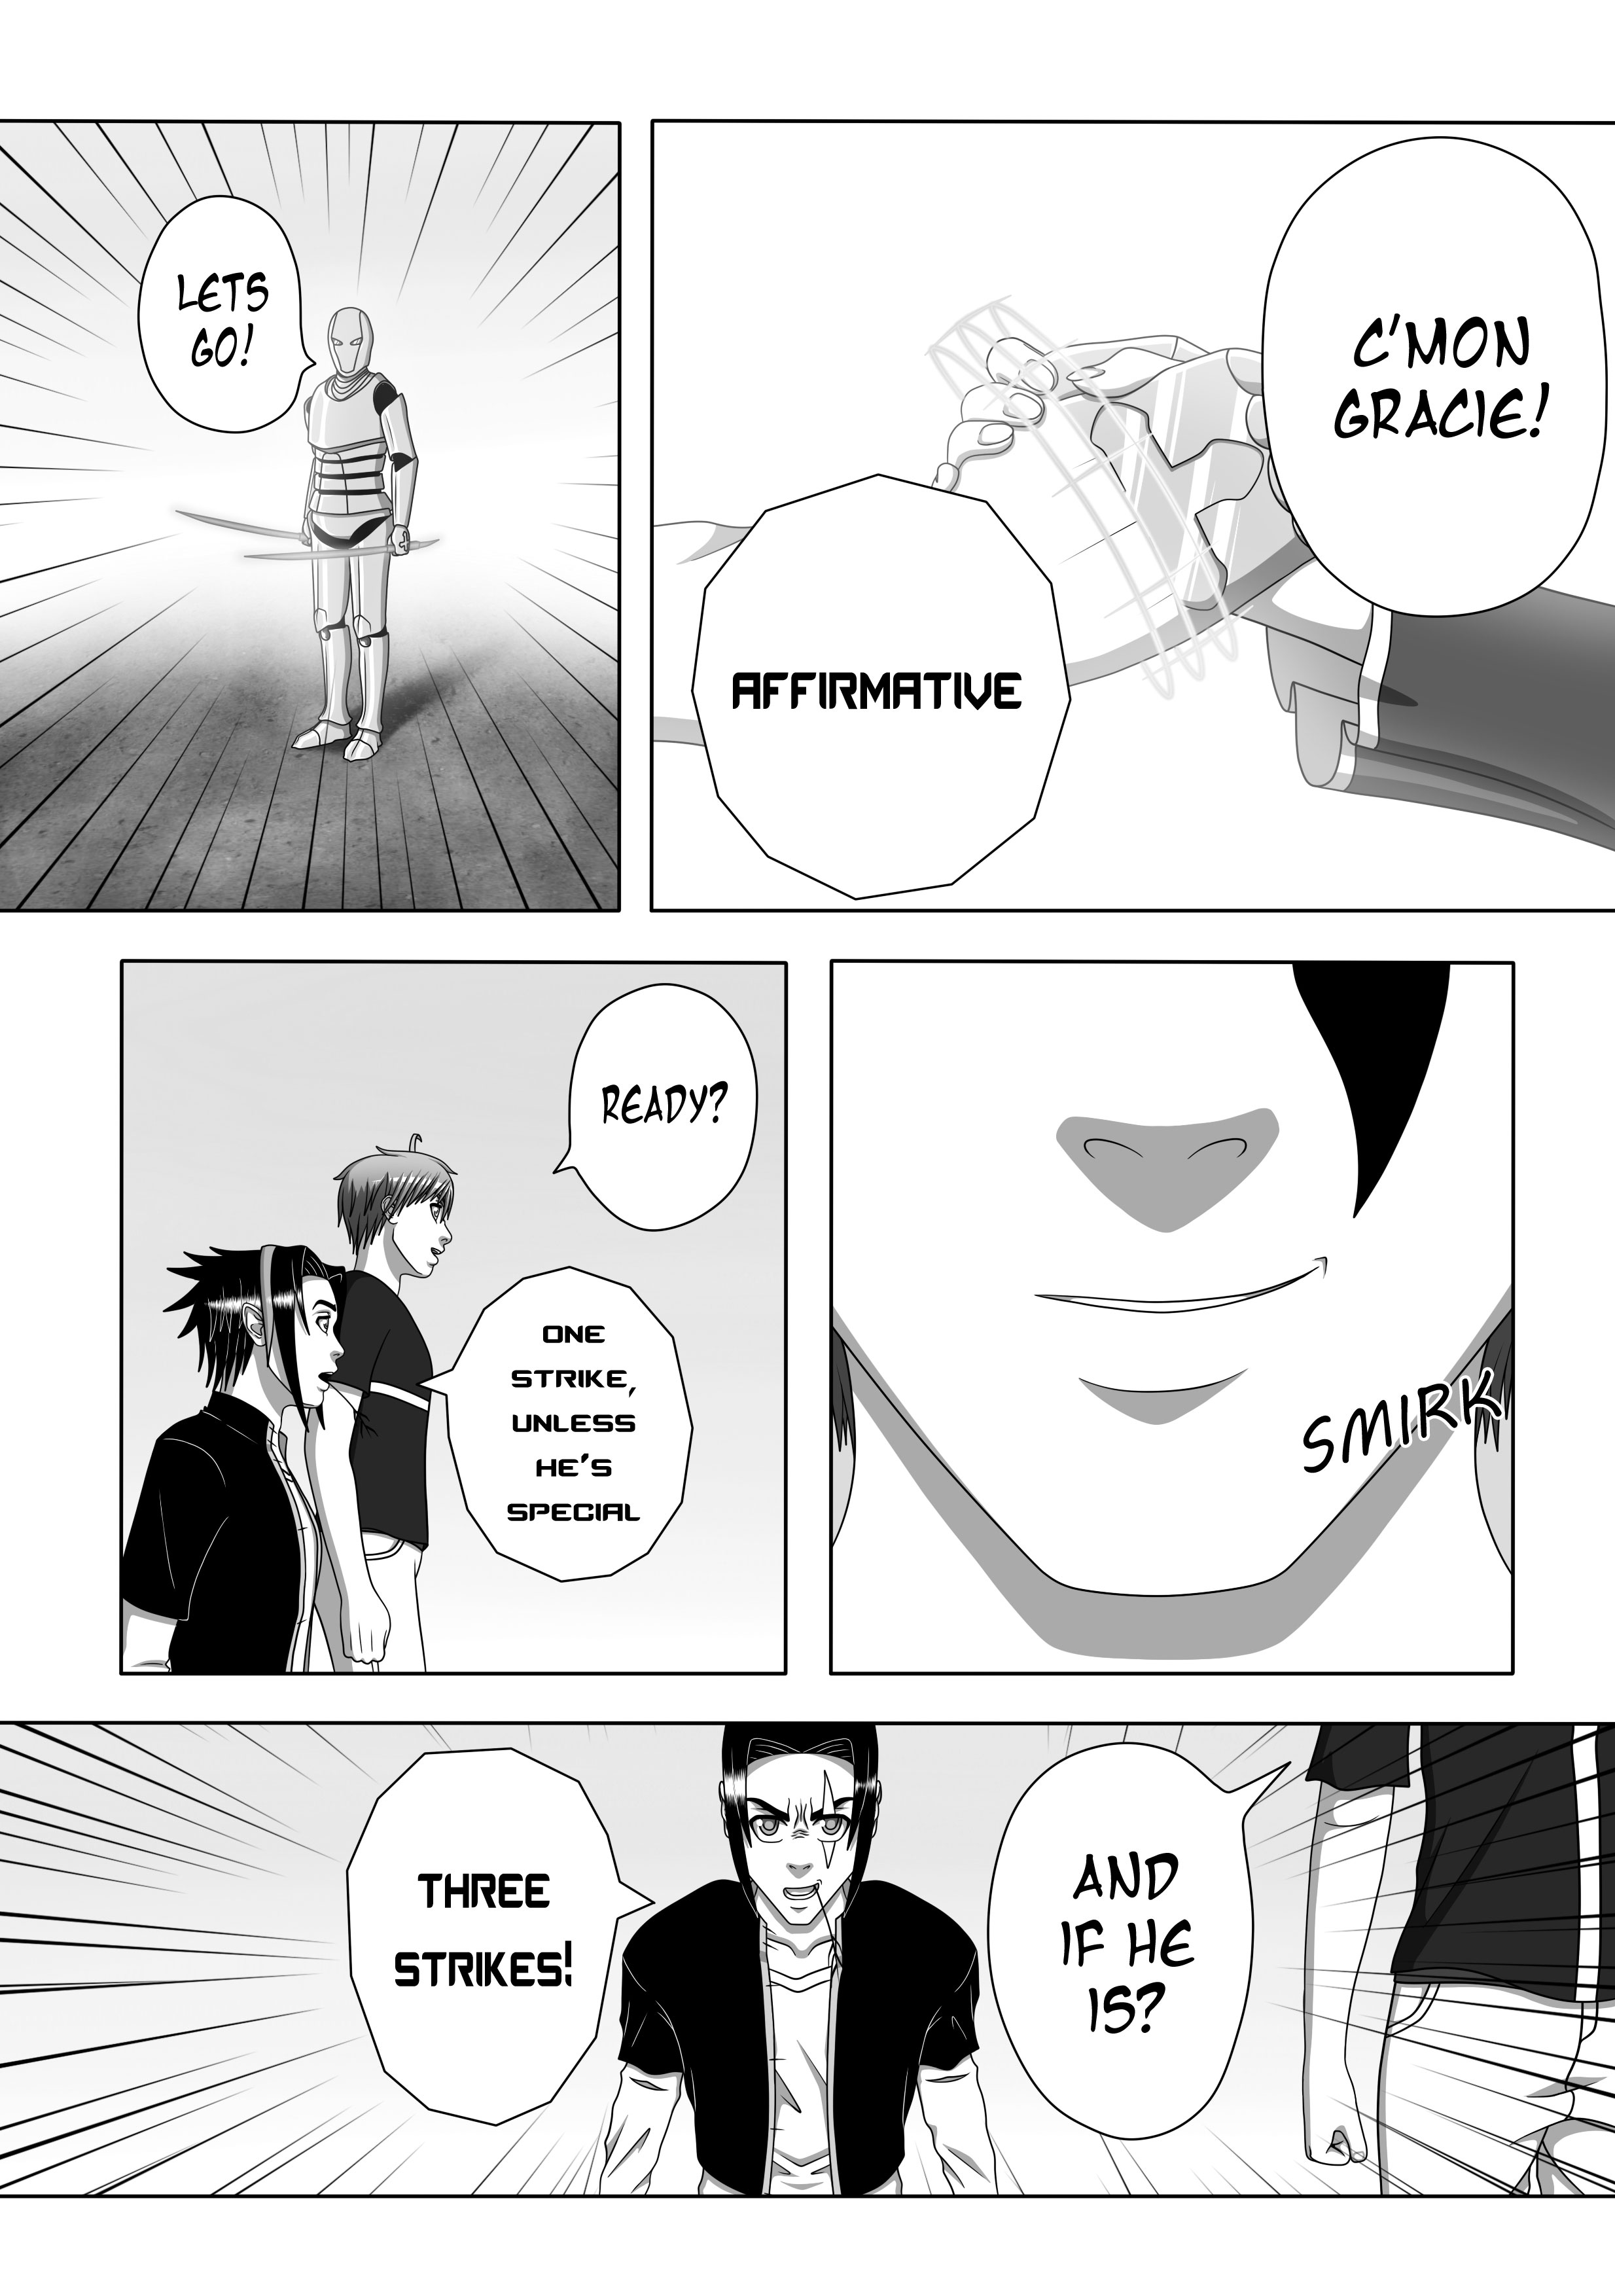 C'MON
GRACIE!
AFFIRMATIVE
LETS
GO!
SMIRK
READY?
ONE
STRIKE,
UNLESS
HE'S
SPECIAL
AND
IF HE
IS?
THREE
STRIKES!